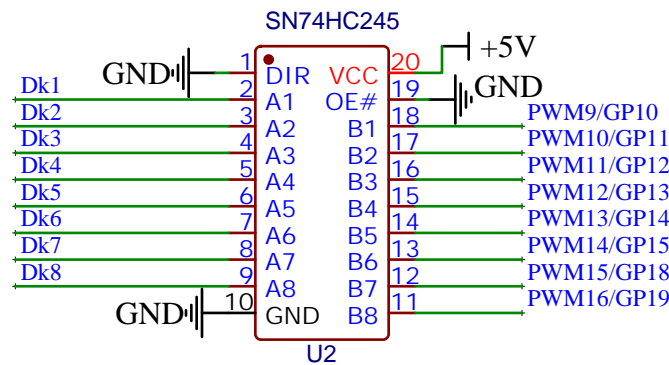 SN74HC245
1 20 +5V
GND DIR VCC
Dk1 2 19 GND
A1 OE#
Dk2 3 18 PWM9/GP10
A2 B1
Dk3 4 17 PWM10/GP11
A3 B2
Dk4 5 16 PWM11/GP12
A4 B3
Dk5 6 15 PWM12/GP13
A5 B4
Dk6 7 14 PWM13/GP14
A6 B5
Dk7 8 13 PWM14/GP15
A7 B6
Dk8 9 12 PWM15/GP18
A8 B7
10 11 PWM16/GP19
GND GND B8
U2